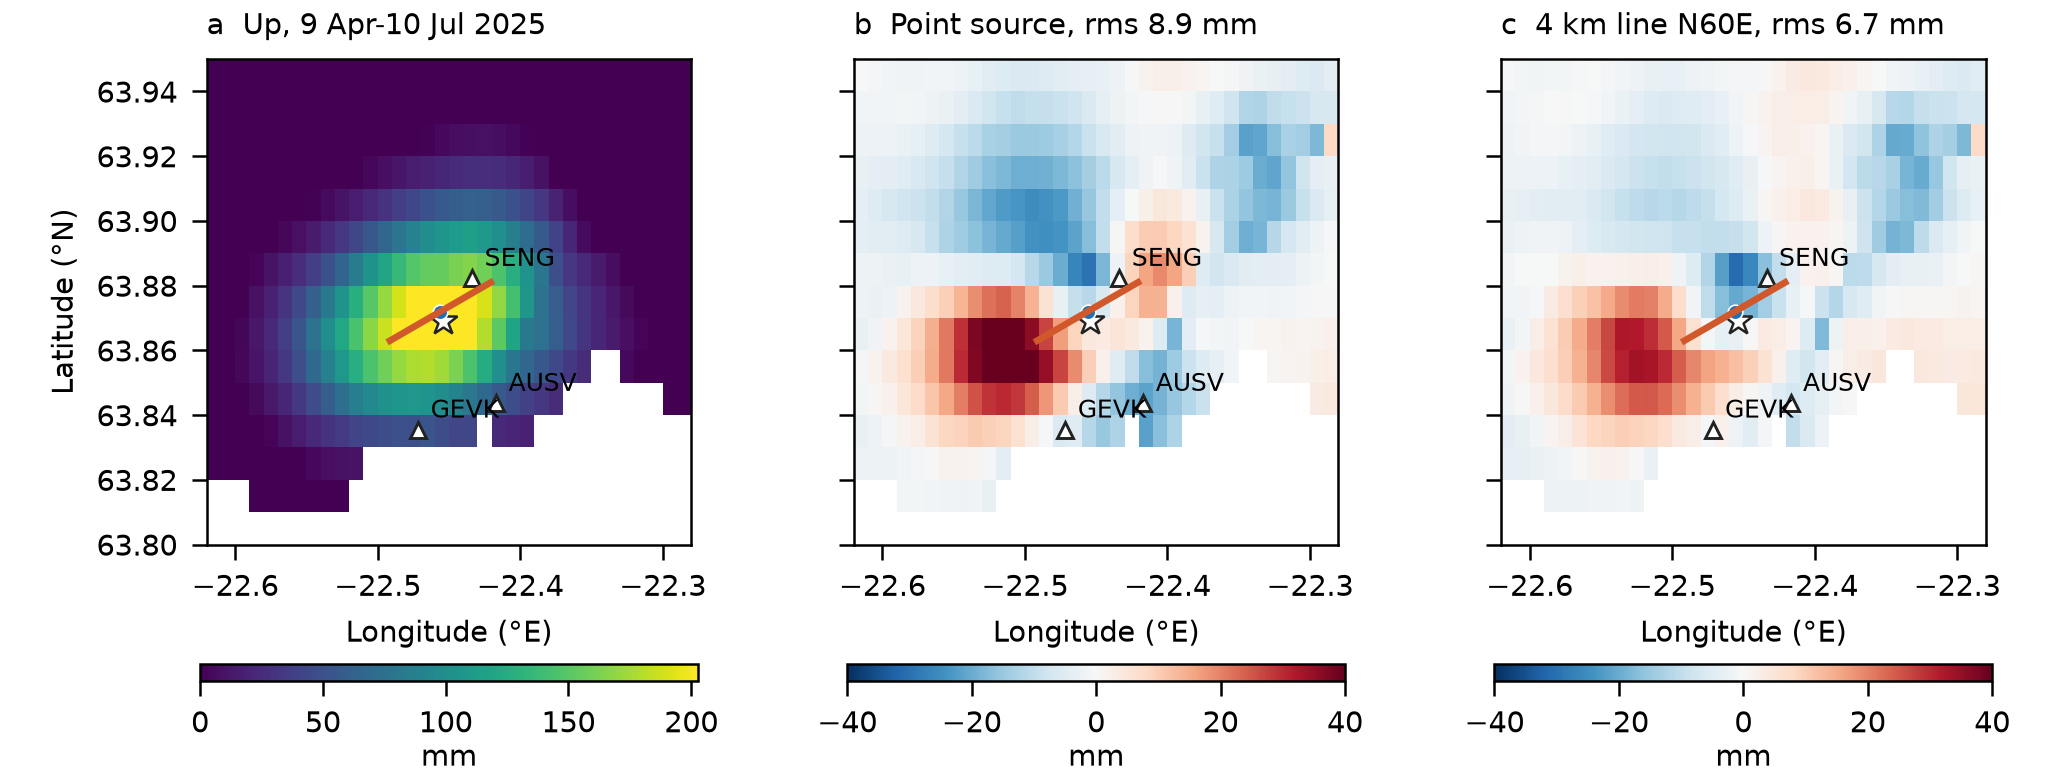 a Up, 9 Apr-10 Jul 2025
b Point source, rms 8.9 mm
c 4 km line N60E, rms 6.7 mm
Latitude (°N)
63.94
63.92
63.90
63.88
63.86
63.84
63.82
63.80
SENG
AUSV
GEVK
SENG
AUSV
GEVK
SENG
AUSV
GEVK
−22.6 −22.5 −22.4 −22.3
−22.6 −22.5 −22.4 −22.3
−22.6 −22.5 −22.4 −22.3
Longitude (°E)
Longitude (°E)
Longitude (°E)
0 50 100 150 200
mm
−40 −20 0 20 40
mm
−40 −20 0 20 40
mm